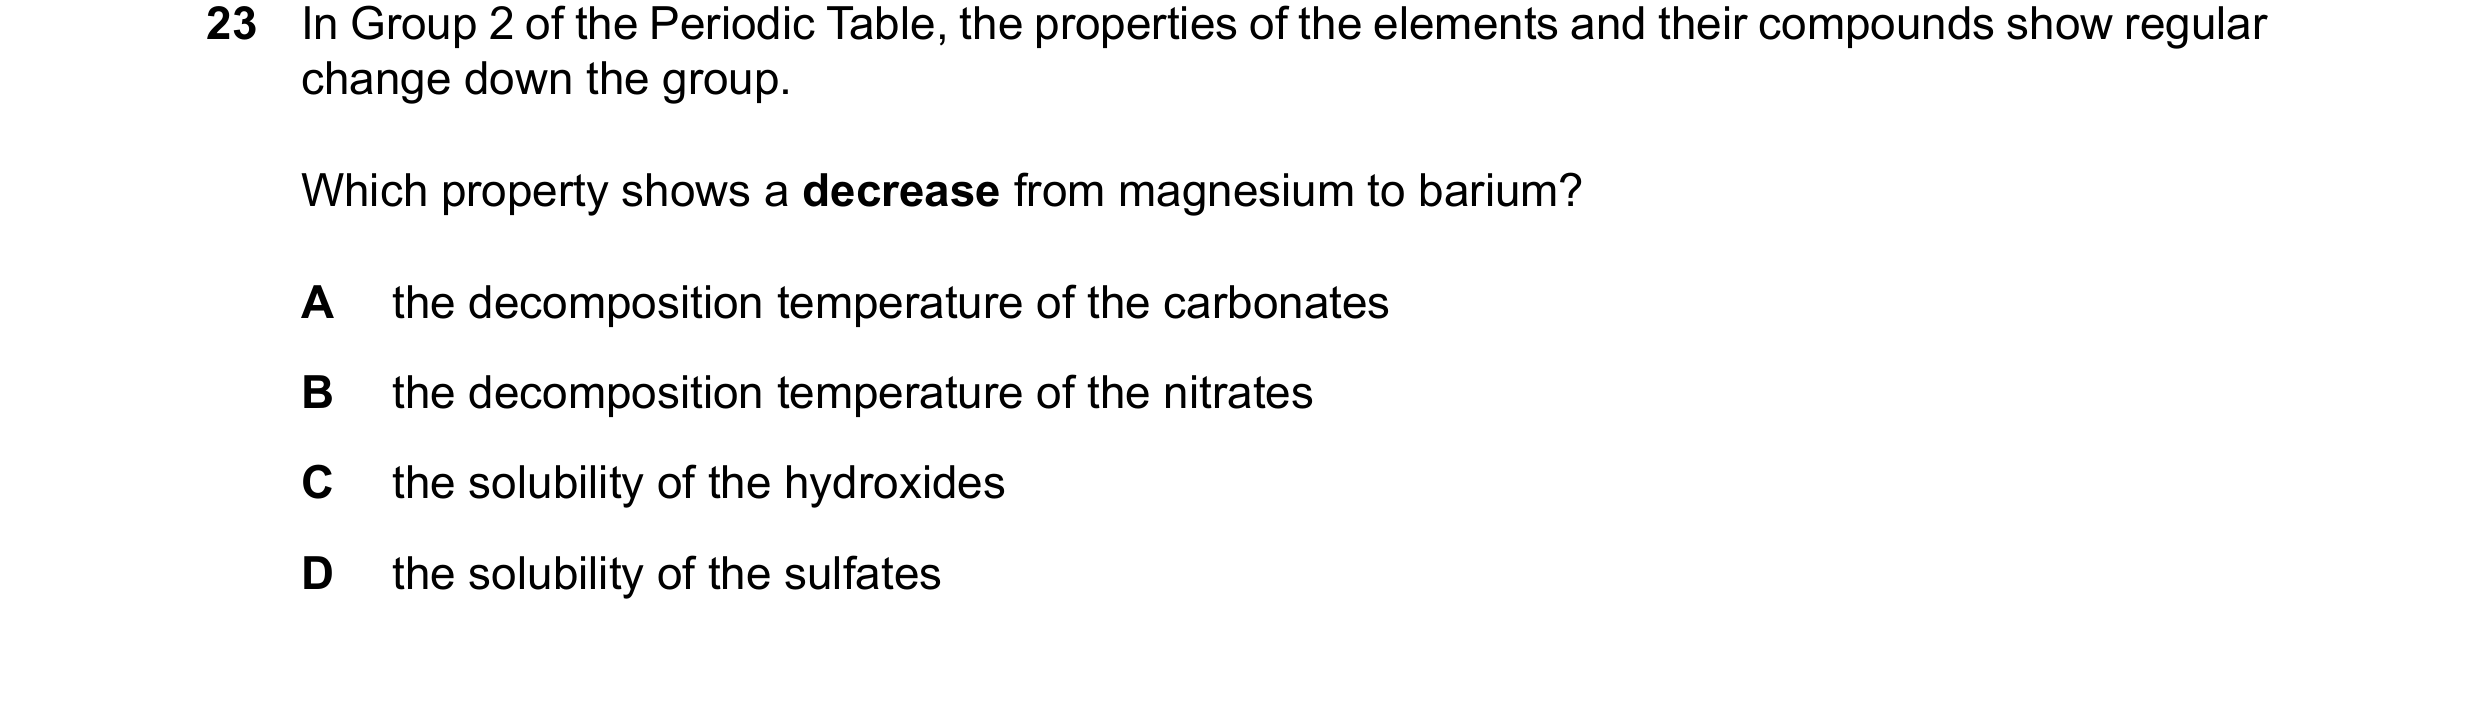 23 In Group 2 of the Periodic Table, the properties of the elements and their compounds show regular
change down the group.
Which property shows a decrease from magnesium to barium?
A the decomposition temperature of the carbonates
B the decomposition temperature of the nitrates
C the solubility of the hydroxides
D the solubility of the sulfates